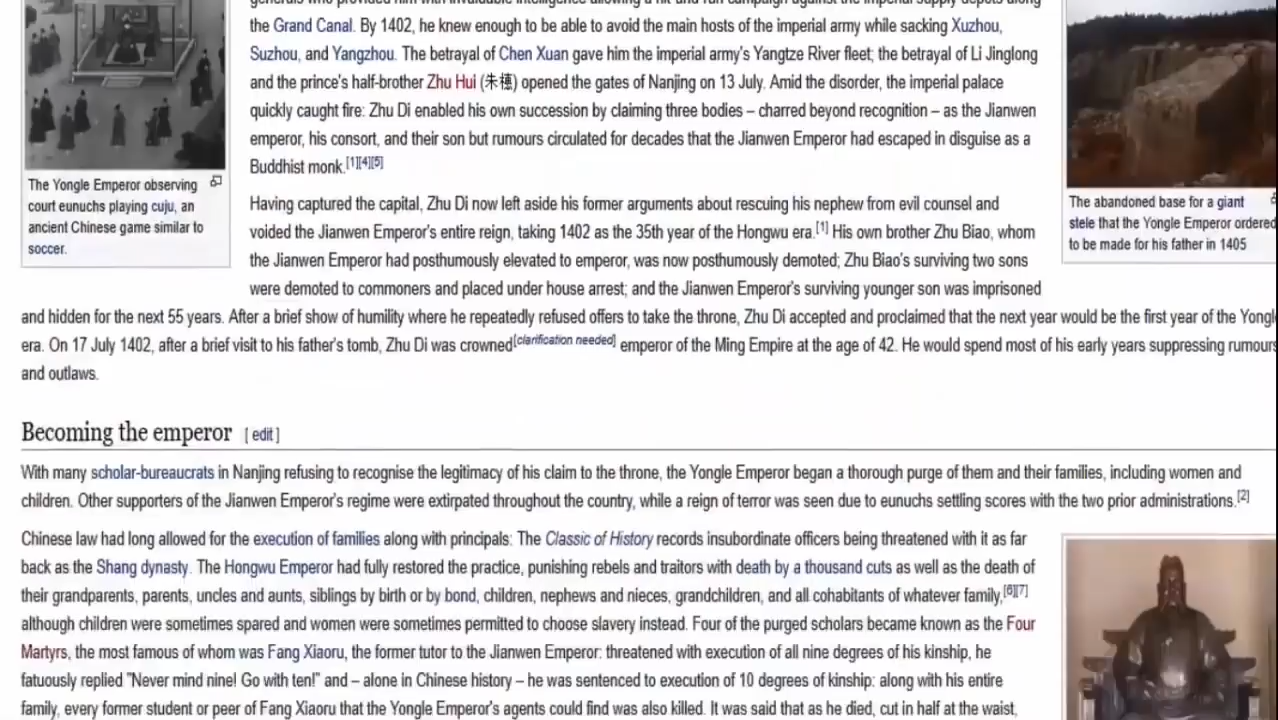 generals who provided him with invaluable intelligence allowing a hit-and-run campaign against the imperial supply depots along
the Grand Canal. By 1402, he knew enough to be able to avoid the main hosts of the imperial army while sacking Xuzhou,
Suzhou, and Yangzhou. The betrayal of Chen Xuan gave him the imperial army's Yangtze River fleet; the betrayal of Li Jinglong
and the prince's half-brother Zhu Hui (朱橞) opened the gates of Nanjing on 13 July. Amid the disorder, the imperial palace
quickly caught fire: Zhu Di enabled his own succession by claiming three bodies – charred beyond recognition – as the Jianwen
emperor, his consort, and their son but rumours circulated for decades that the Jianwen Emperor had escaped in disguise as a
Buddhist monk.[1][4][5]
The Yongle Emperor observing
court eunuchs playing cuju, an
ancient Chinese game similar to
soccer.
The abandoned base for a giant
stele that the Yongle Emperor ordered
to be made for his father in 1405
Having captured the capital, Zhu Di now left aside his former arguments about rescuing his nephew from evil counsel and
voided the Jianwen Emperor's entire reign, taking 1402 as the 35th year of the Hongwu era.[1] His own brother Zhu Biao, whom
the Jianwen Emperor had posthumously elevated to emperor, was now posthumously demoted; Zhu Biao's surviving two sons
were demoted to commoners and placed under house arrest; and the Jianwen Emperor's surviving younger son was imprisoned
and hidden for the next 55 years. After a brief show of humility where he repeatedly refused offers to take the throne, Zhu Di accepted and proclaimed that the next year would be the first year of the Yongl
era. On 17 July 1402, after a brief visit to his father's tomb, Zhu Di was crowned[clarification needed] emperor of the Ming Empire at the age of 42. He would spend most of his early years suppressing rumours
and outlaws.
Becoming the emperor [ edit ]
With many scholar-bureaucrats in Nanjing refusing to recognise the legitimacy of his claim to the throne, the Yongle Emperor began a thorough purge of them and their families, including women and
children. Other supporters of the Jianwen Emperor's regime were extirpated throughout the country, while a reign of terror was seen due to eunuchs settling scores with the two prior administrations.[2]
Chinese law had long allowed for the execution of families along with principals: The Classic of History records insubordinate officers being threatened with it as far
back as the Shang dynasty. The Hongwu Emperor had fully restored the practice, punishing rebels and traitors with death by a thousand cuts as well as the death of
their grandparents, parents, uncles and aunts, siblings by birth or by bond, children, nephews and nieces, grandchildren, and all cohabitants of whatever family,[6][7]
although children were sometimes spared and women were sometimes permitted to choose slavery instead. Four of the purged scholars became known as the Four
Martyrs, the most famous of whom was Fang Xiaoru, the former tutor to the Jianwen Emperor: threatened with execution of all nine degrees of his kinship, he
fatuously replied "Never mind nine! Go with ten!" and – alone in Chinese history – he was sentenced to execution of 10 degrees of kinship: along with his entire
family, every former student or peer of Fang Xiaoru that the Yongle Emperor's agents could find was also killed. It was said that as he died, cut in half at the waist,